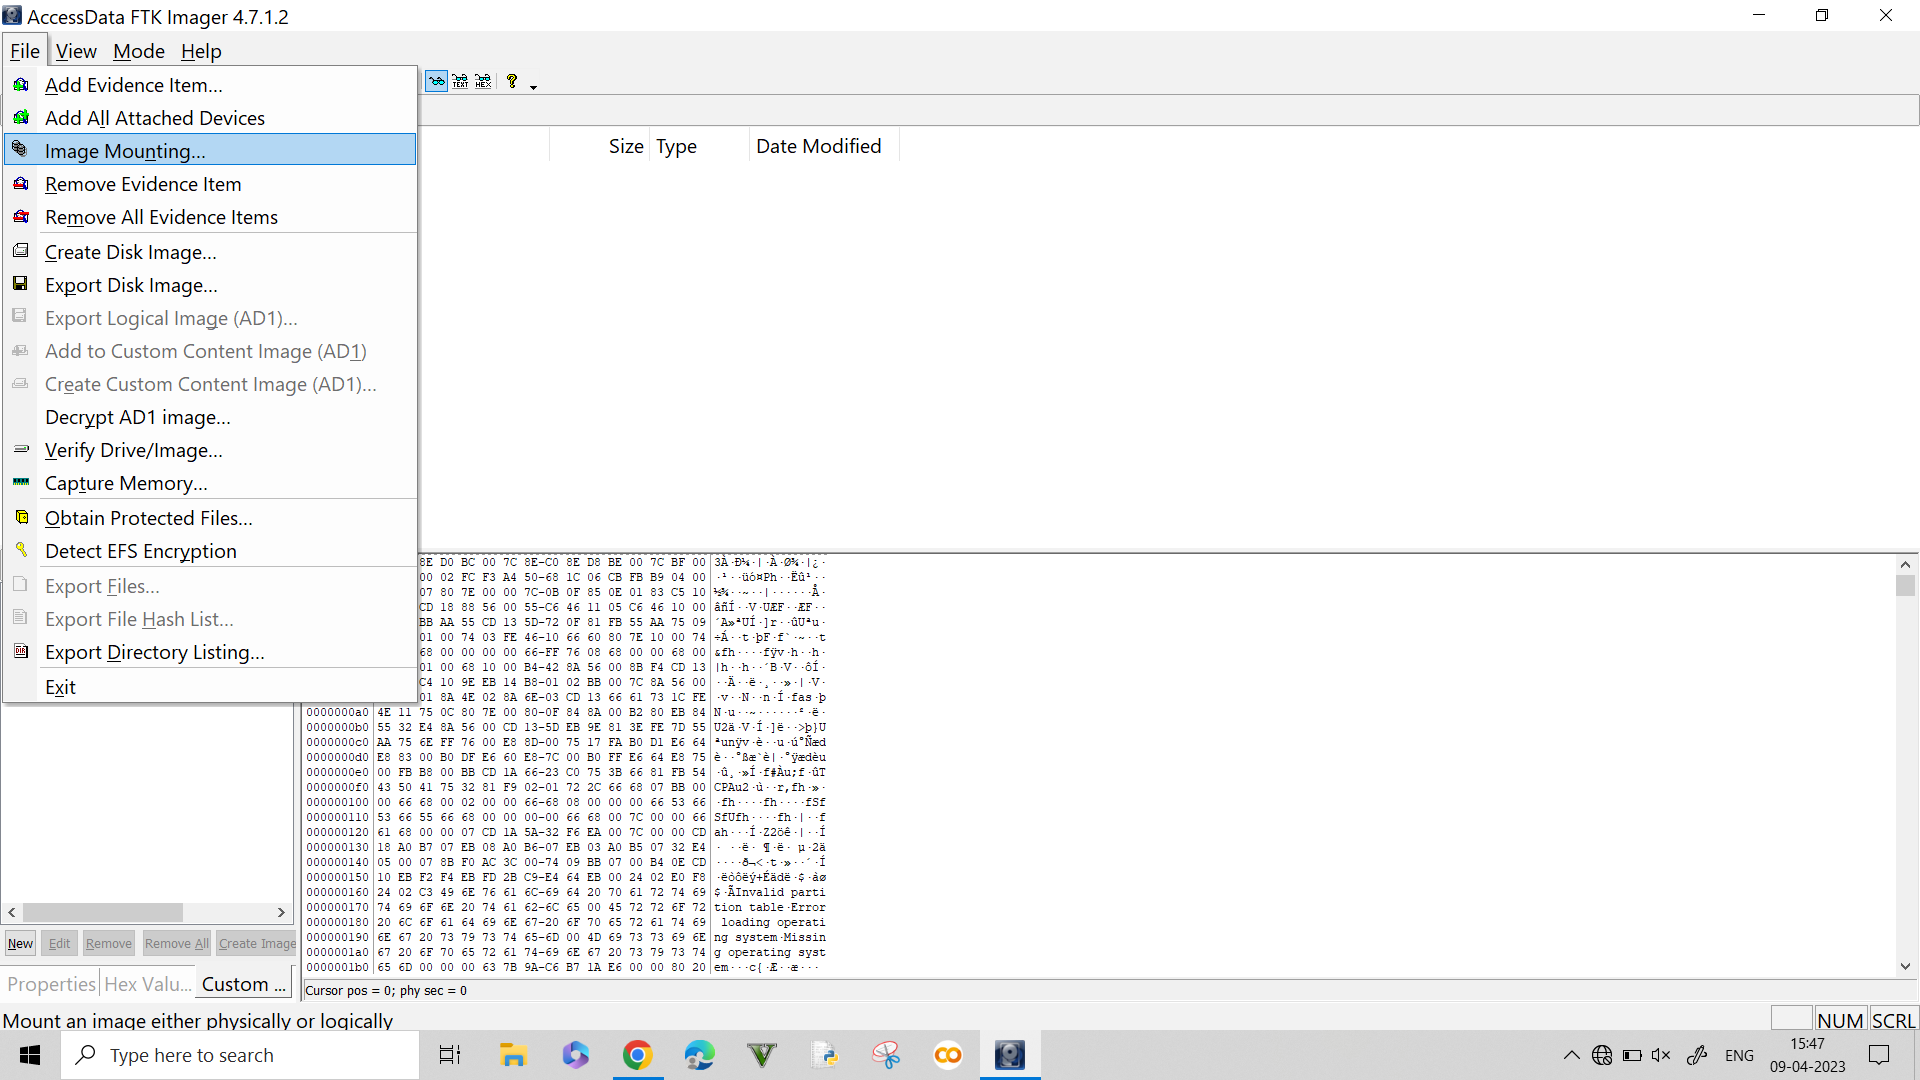 AccessData FTK Imager 4.7.1.2
File View Mode Help
Add Evidence Item...
Add All Attached Devices
Image Mounting...
Remove Evidence Item
Remove All Evidence Items
Create Disk Image...
Export Disk Image...
Export Logical Image (AD1)...
Add to Custom Content Image (AD1)
Create Custom Content Image (AD1)...
Decrypt AD1 image...
Verify Drive/Image...
Capture Memory...
Obtain Protected Files...
Detect EFS Encryption
Export Files...
Export File Hash List...
Export Directory Listing...
Exit
TEXT HEX ?
Size Type Date Modified
8E D0 BC 00 7C 8E-C0 8E D8 BE 00 7C BF 00
00 02 FC F3 A4 50-68 1C 06 CB FB B9 04 00
07 80 7E 00 00 7C-0B 0F 85 0E 01 83 C5 10
CD 18 88 56 00 55-C6 46 11 05 C6 46 10 00
BB AA 55 CD 13 5D-72 0F 81 FB 55 AA 75 09
01 00 74 03 FE 46-10 66 60 80 7E 10 00 74
68 00 00 00 00 66-FF 76 08 68 00 00 68 00
01 00 68 10 00 B4-42 8A 56 00 8B F4 CD 13
C4 10 9E EB 14 B8-01 02 BB 00 7C 8A 56 00
01 8A 4E 02 8A 6E-03 CD 13 66 61 73 1C FE
0000000a0 4E 11 75 0C 80 7E 00 80-0F 84 8A 00 B2 80 EB 84
0000000b0 55 32 E4 8A 56 00 CD 13-5D EB 9E 81 3E FE 7D 55
0000000c0 AA 75 6E FF 76 00 E8 8D-00 75 17 FA B0 D1 E6 64
0000000d0 E8 83 00 B0 DF E6 60 E8-7C 00 B0 FF E6 64 E8 75
0000000e0 00 FB B8 00 BB CD 1A 66-23 C0 75 3B 66 81 FB 54
0000000f0 43 50 41 75 32 81 F9 02-01 72 2C 66 68 07 BB 00
000000100 00 66 68 00 02 00 00 66-68 08 00 00 00 66 53 66
000000110 53 66 55 66 68 00 00 00-00 66 68 00 7C 00 00 66
000000120 61 68 00 00 07 CD 1A 5A-32 F6 EA 00 7C 00 00 CD
000000130 18 A0 B7 07 EB 08 A0 B6-07 EB 03 A0 B5 07 32 E4
000000140 05 00 07 8B F0 AC 3C 00-74 09 BB 07 00 B4 0E CD
000000150 10 EB F2 F4 EB FD 2B C9-E4 64 EB 00 24 02 E0 F8
000000160 24 02 C3 49 6E 76 61 6C-69 64 20 70 61 72 74 69 $·ÃInvalid parti
000000170 74 69 6F 6E 20 74 61 62-6C 65 00 45 72 72 6F 72 tion table·Error
000000180 20 6C 6F 61 64 69 6E 67-20 6F 70 65 72 61 74 69 loading operati
000000190 6E 67 20 73 79 73 74 65-6D 00 4D 69 73 73 69 6E ng system·Missin
0000001a0 67 20 6F 70 65 72 61 74-69 6E 67 20 73 79 73 74 g operating syst
0000001b0 65 6D 00 00 00 63 7B 9A-C6 B7 1A E6 00 00 80 20 em···c{·Æ·æ···
New Edit Remove Remove All Create Image
Properties Hex Valu... Custom ...
Cursor pos = 0; phy sec = 0
Mount an image either physically or logically
NUM SCRL
Type here to search
ENG
15:47
09-04-2023